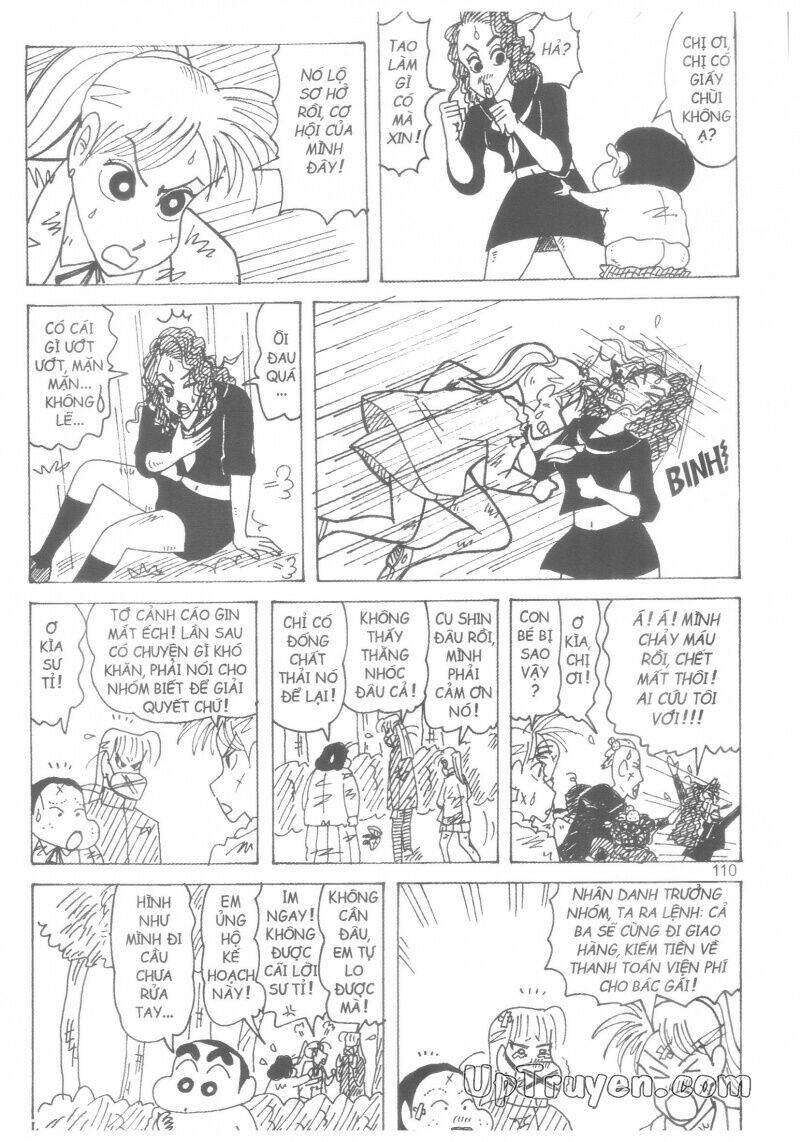 CHỊ ƠI,
CHỊ CÓ
GIẤY
CHÙI
KHÔNG
Ạ?
HẢ?
TAO
LÀM
GÌ
CÓ
MÀ
XIN!
NÓ LỘ
SƠ HỞ
RỒI, CƠ
HỘI CỦA
MÌNH
ĐÂY!
BINH!
ÔI
ĐAU
QUÁ
...
CÓ CÁI
GÌ ƯỚT
ƯỚT, MẶN
MẶN...
KHÔNG
LẼ...
Á! Á! MÌNH
CHẢY MÁU
RỒI, CHẾT
MẤT THÔI!
AI CỨU TÔI
VỚI!!!
Ơ
KÌA,
CHỊ
ƠI!
CON
BÉ BỊ
SAO
VẬY?
CU SHIN
ĐÂU RỒI,
MÌNH
PHẢI
CẢM ƠN
NÓ!
KHÔNG
THẤY
THẰNG
NHÓC
ĐÂU CẢ!
CHỈ CÓ
ĐỐNG
CHẤT
THẢI NÓ
ĐỂ LẠI!
TỚ CẢNH CÁO GIN
MẮT ẾCH! LẦN SAU
CÓ CHUYỆN GÌ KHÓ
KHĂN, PHẢI NÓI CHO
NHÓM BIẾT ĐỂ GIẢI
QUYẾT CHỨ!
Ơ
KÌA
SƯ
TỈ!
110
NHÂN DANH TRƯỞNG
NHÓM, TA RA LỆNH: CẢ
BA SẼ CÙNG ĐI GIAO
HÀNG, KIẾM TIỀN VỀ
THANH TOÁN VIỆN PHÍ
CHO BÁC GÁI!
KHÔNG
CẦN
ĐÂU,
EM TỰ
LO
ĐƯỢC
MÀ!
IM
NGAY!
KHÔNG
ĐƯỢC
CÃI LỜI
SƯ TỈ!
EM
ỦNG
HỘ
KẾ
HOẠCH
NÀY!
HÌNH
NHƯ
MÌNH ĐI
CẦU
CHƯA
RỬA
TAY...
UPTRUYEN.COM